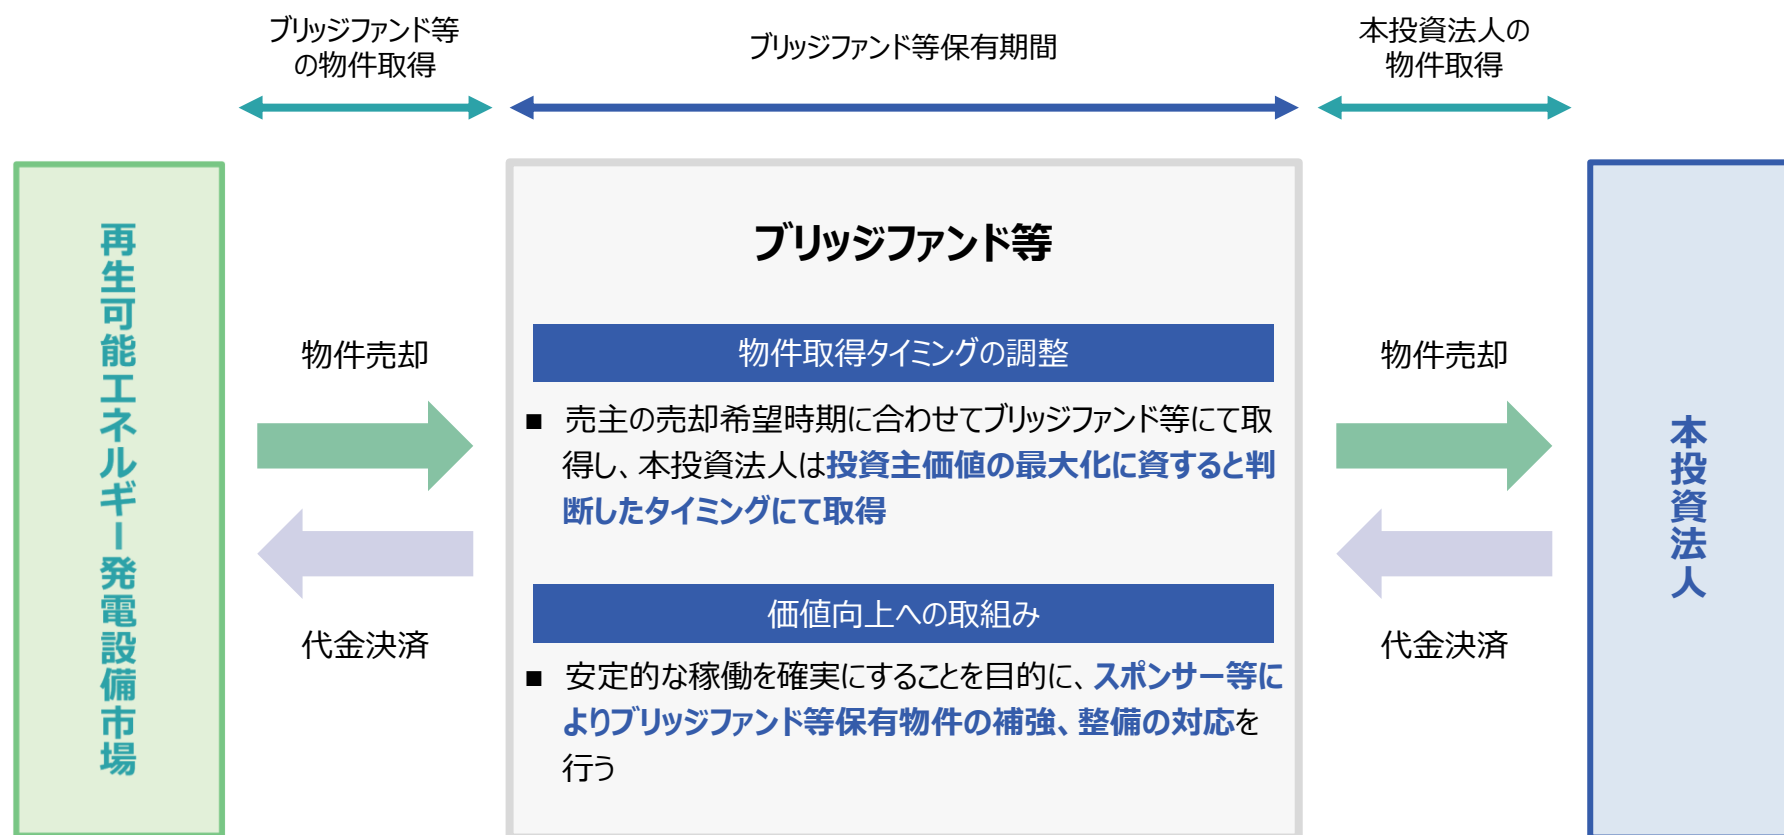 ブリッジファンド等
の物件取得
ブリッジファンド等保有期間
本投資法人の
物件取得
再生可能エネルギー発電設備市場
物件売却
代金決済
ブリッジファンド等
物件取得タイミングの調整
■ 売主の売却希望時期に合わせてブリッジファンド等にて取
得し、本投資法人は投資主価値の最大化に資すると判
断したタイミングにて取得
価値向上への取組み
■ 安定的な稼働を確実にすることを目的に、スポンサー等に
よりブリッジファンド等保有物件の補強、整備の対応を
行う
物件売却
代金決済
本投資法人